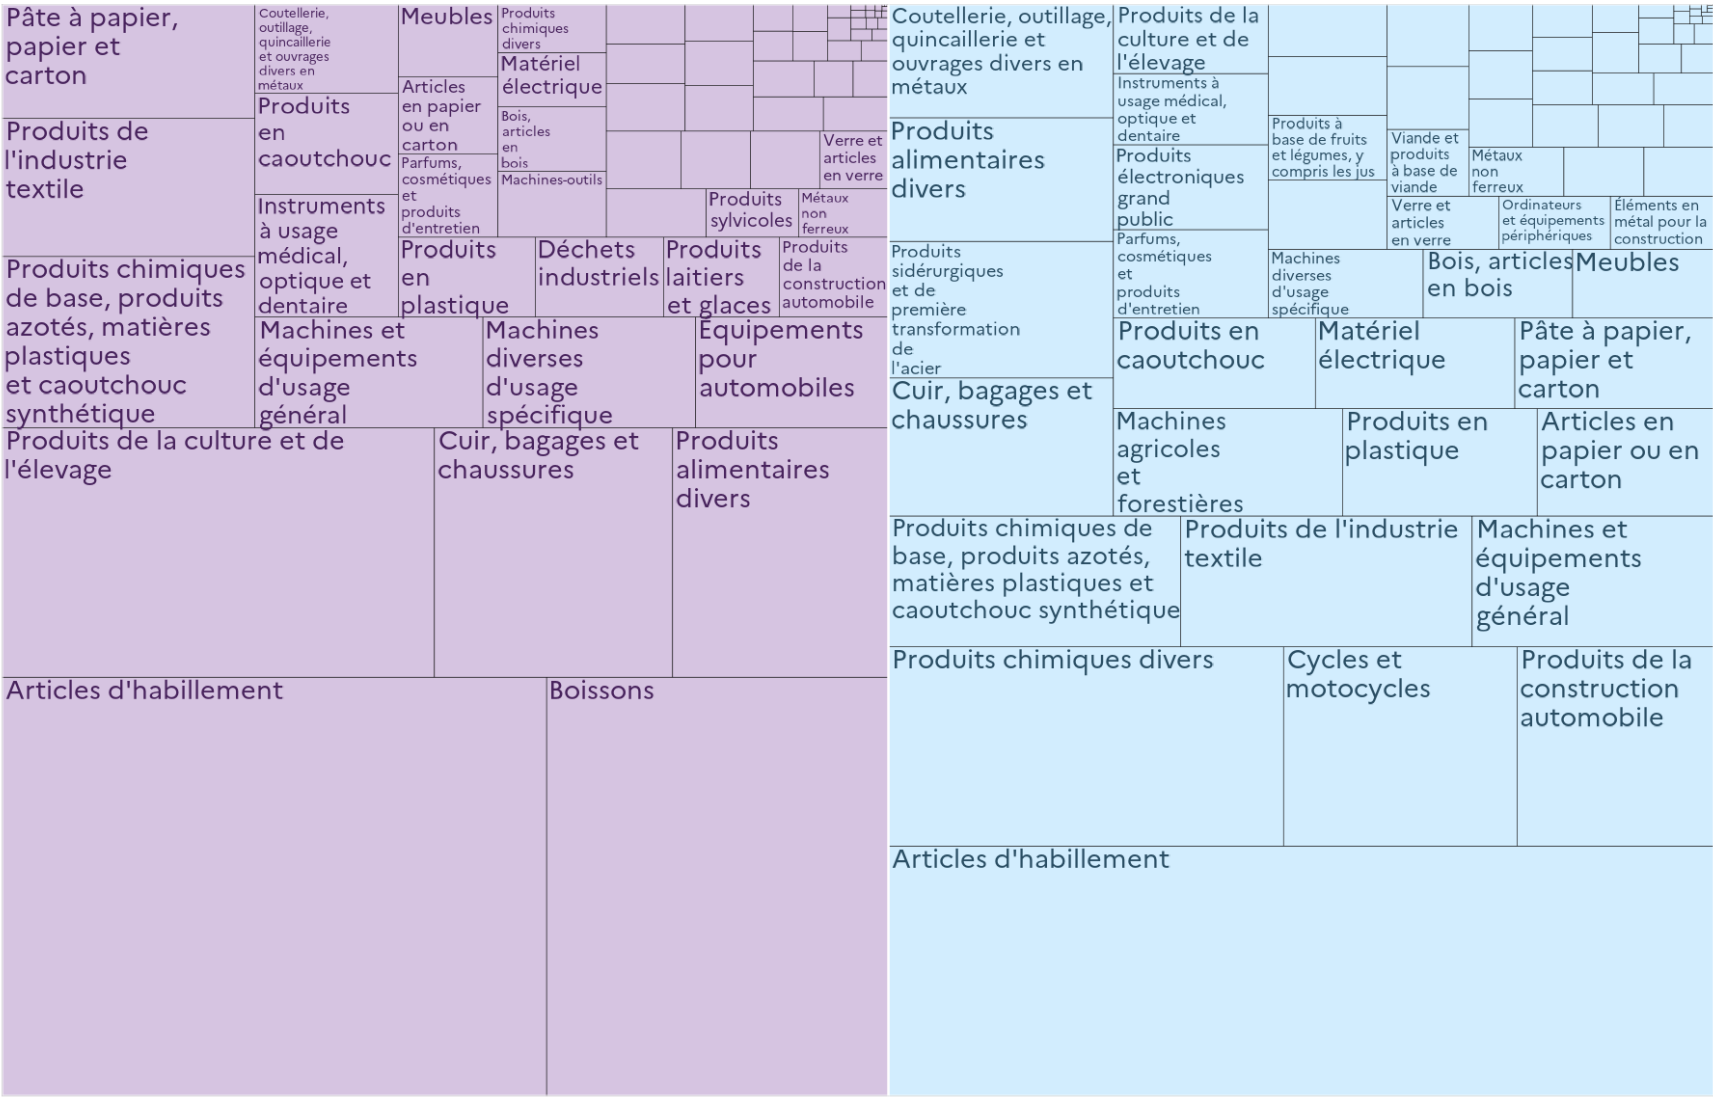 Pâte à papier,
papier et
carton
Produits de
l'industrie
textile
Produits chimiques
de base, produits
azotés, matières
plastiques
et caoutchouc
synthétique
Coutellerie,
outillage,
quincaillerie
et ouvrages
divers en
métaux
Produits
en
caoutchouc
Instruments
à usage
médical,
optique et
dentaire
Meubles
Articles
en papier
ou en
carton
Parfums,
cosmétiques
et
produits
d'entretien
Produits
chimiques
divers
Matériel
électrique
Bois,
articles
en
bois
Machines-outils
Verre et
articles
en verre
Produits
sylvicoles
Métaux
non
ferreux
Produits
en
plastique
Déchets
industriels
Produits
laitiers
et glaces
Produits
de la
construction
automobile
Machines et
équipements
d'usage
général
Machines
diverses
d'usage
spécifique
Equipements
pour
automobiles
Produits de la culture et de
l'élevage
Cuir, bagages et
chaussures
Produits
alimentaires
divers
Articles d'habillement
Boissons
Coutellerie, outillage,
quincaillerie et
ouvrages divers en
métaux
Produits
alimentaires
divers
Produits
sidérurgiques
et de
première
transformation
de
l'acier
Cuir, bagages et
chaussures
Produits de la
culture et de
l'élevage
Instruments à
usage médical,
optique et
dentaire
Produits
électroniques
grand
public
Parfums,
cosmétiques
et
produits
d'entretien
Produits à
base de fruits
et légumes, y
compris les jus
Viande et
produits
à base de
viande
Métaux
non
ferreux
Verre et
articles
en verre
Ordinateurs
et équipements
périphériques
Éléments en
métal pour la
construction
Machines
diverses
d'usage
spécifique
Bois, articles
en bois
Meubles
Produits en
caoutchouc
Matériel
électrique
Pâte à papier,
papier et
carton
Machines
agricoles
et
forestières
Produits en
plastique
Articles en
papier ou en
carton
Produits chimiques de
base, produits azotés,
matières plastiques et
caoutchouc synthétique
Produits de l'industrie
textile
Machines et
équipements
d'usage
général
Produits chimiques divers
Cycles et
motocycles
Produits de la
construction
automobile
Articles d'habillement